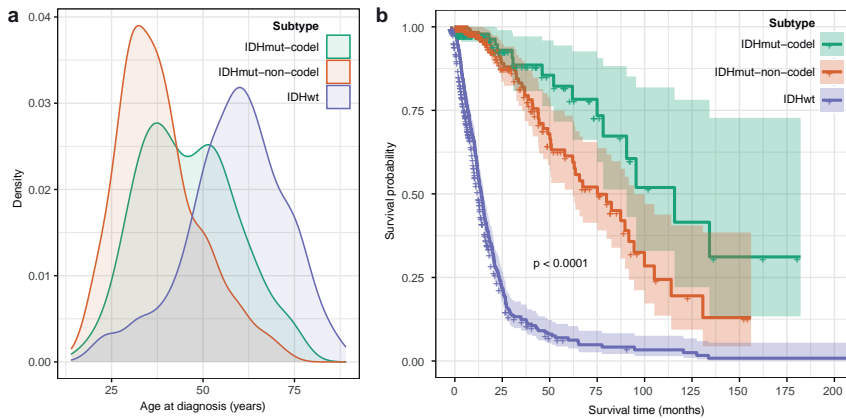 a
Subtype
IDHmut–codel
IDHmut–non–codel
IDHwt
0.04
0.03
0.02
0.01
0.00
Density
25 50 75
Age at diagnosis (years)
b
Subtype
IDHmut–codel
IDHmut–non–codel
IDHwt
1.00
0.75
0.50
0.25
0.00
Survival probability
p < 0.0001
0 25 50 75 100 125 150 175 200
Survival time (months)